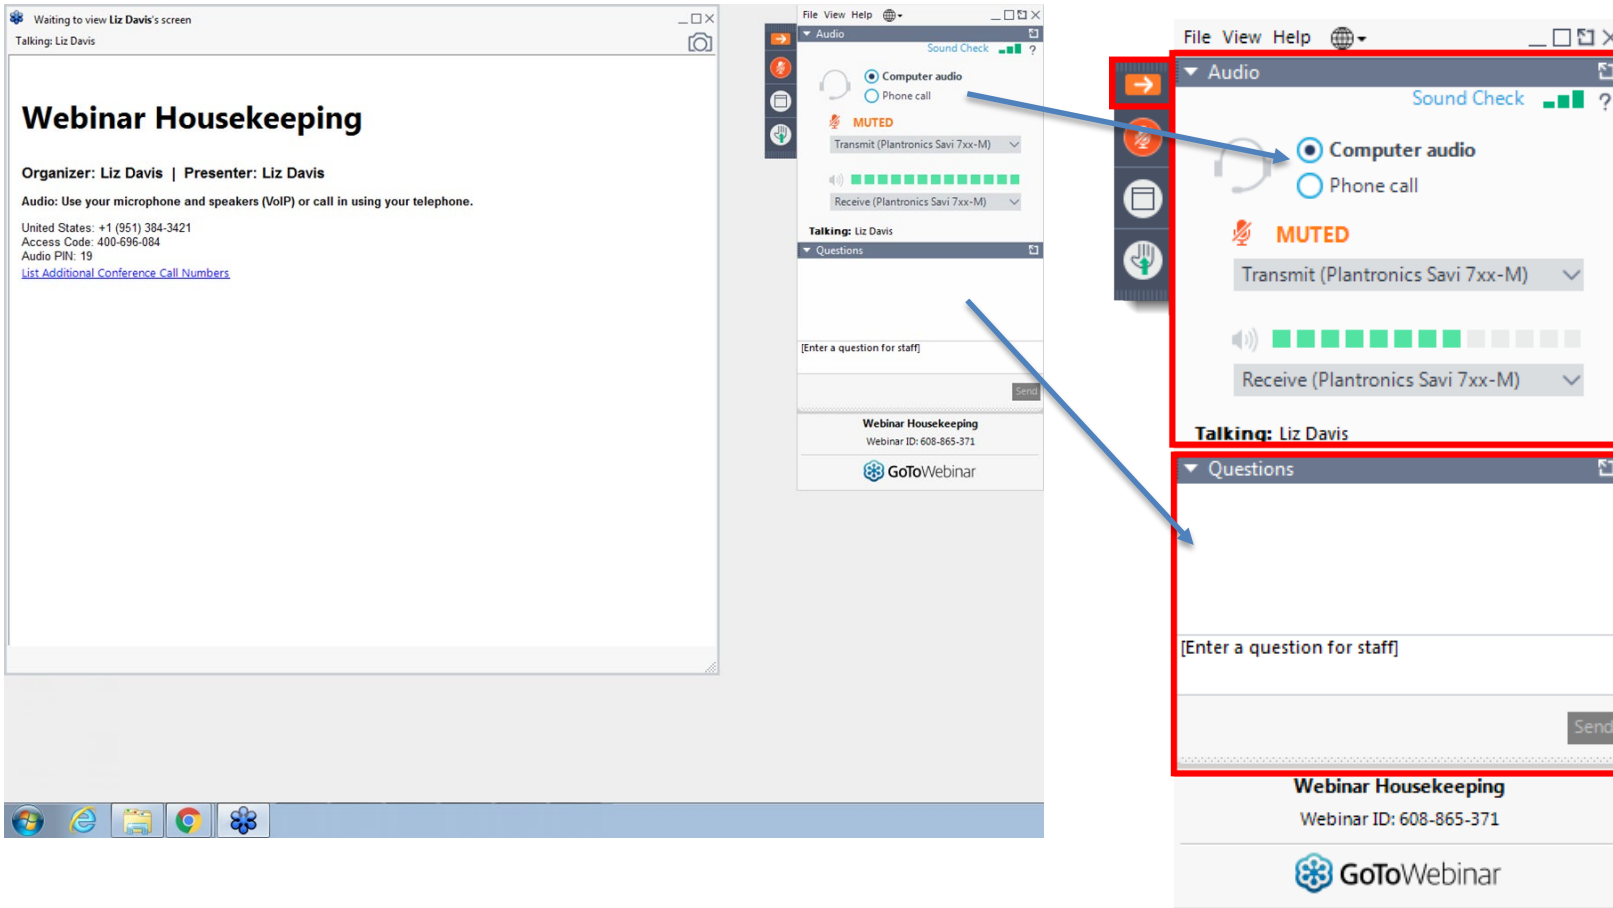 Waiting to view Liz Davis's screen
Talking: Liz Davis
Webinar Housekeeping
Organizer: Liz Davis | Presenter: Liz Davis
Audio: Use your microphone and speakers (VoIP) or call in using your telephone.
United States: +1 (951) 384-3421
Access Code: 400-696-084
Audio PIN: 19
List Additional Conference Call Numbers
File View Help
Audio
Sound Check ?
Computer audio
Phone call
MUTED
Transmit (Plantronics Savi 7xx-M)
Receive (Plantronics Savi 7xx-M)
Talking: Liz Davis
Questions
[Enter a question for staff]
Send
Webinar Housekeeping
Webinar ID: 608-865-371
GoToWebinar
File View Help
Audio
Sound Check ?
Computer audio
Phone call
MUTED
Transmit (Plantronics Savi 7xx-M)
Receive (Plantronics Savi 7xx-M)
Talking: Liz Davis
Questions
[Enter a question for staff]
Send
Webinar Housekeeping
Webinar ID: 608-865-371
GoToWebinar